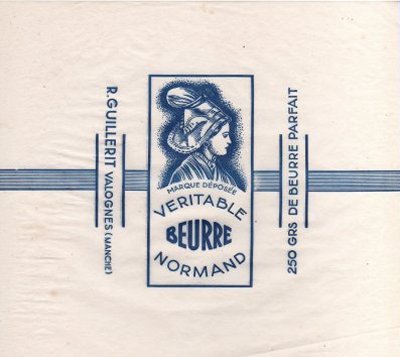 R. GUILLERIT VALOGNES (MANCHE)
MARQUE DÉPOSÉE
VERITABLE
BEURRE
NORMAND
250 GRS DE BEURRE PARFAIT